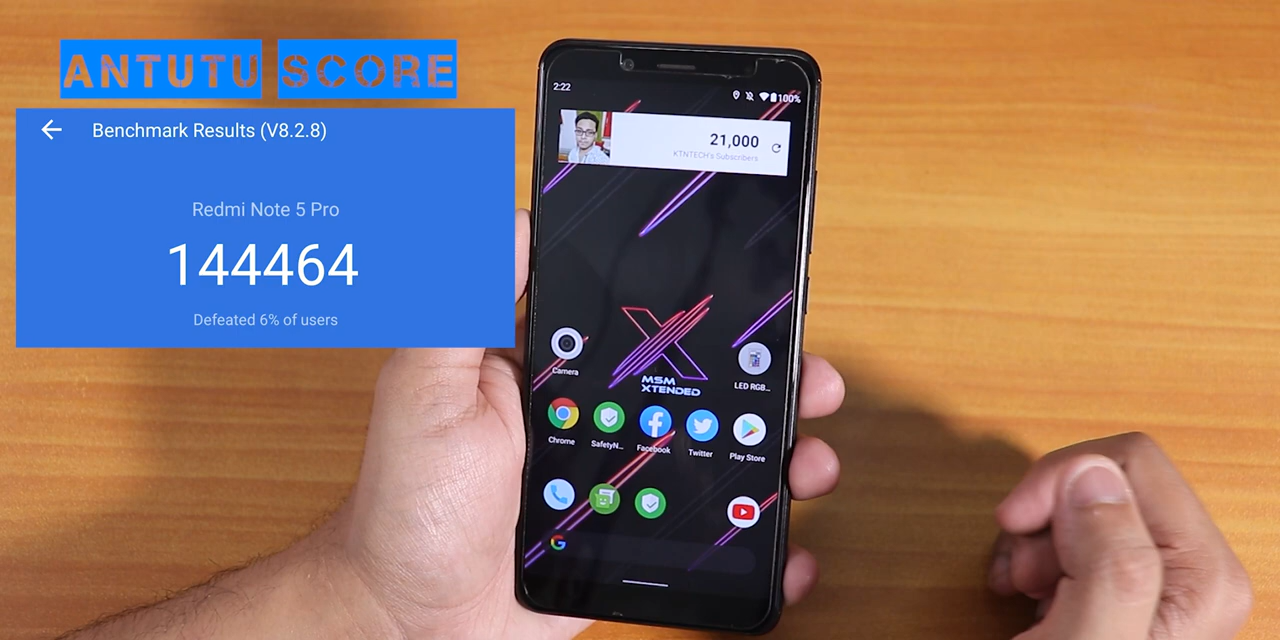 ANTUTU SCORE
Benchmark Results (V8.2.8)
Redmi Note 5 Pro
144464
Defeated 6% of users
2:22
100%
21,000
KTNTECH's Subscribers
MSM
XTENDED
Camera
LED RGB...
Chrome
SafetyN...
Facebook
Twitter
Play Store